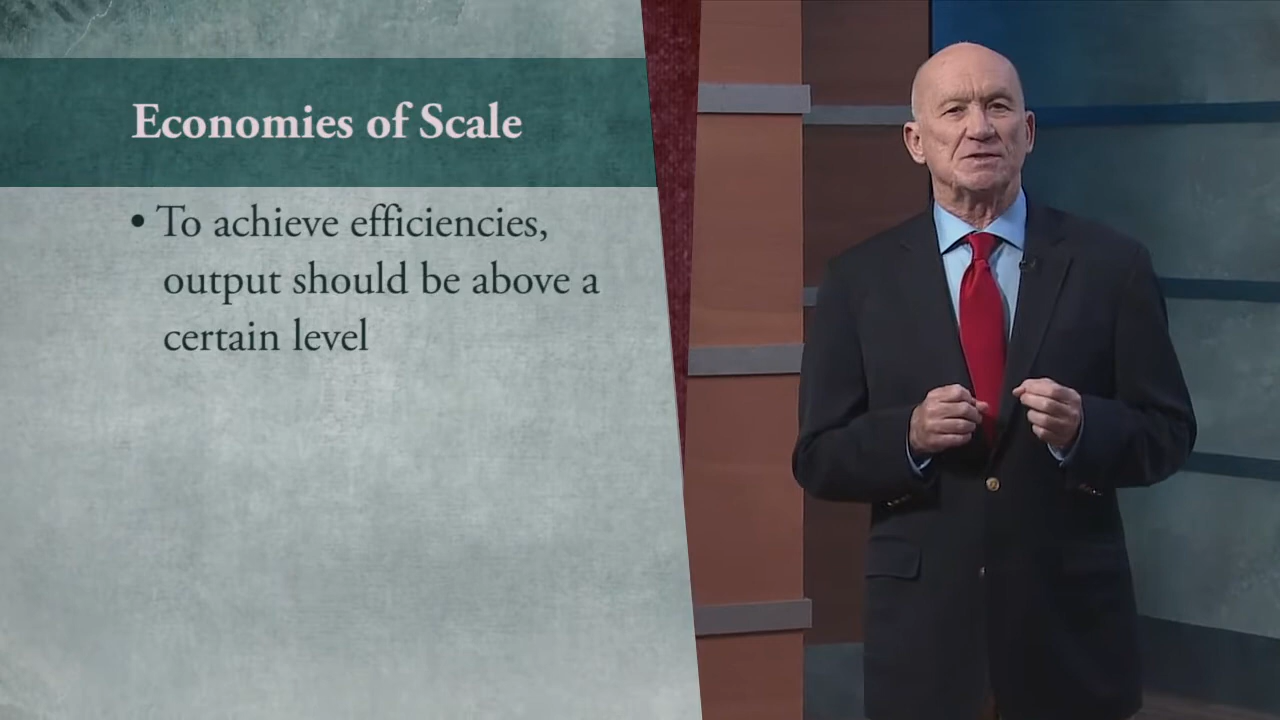 Economies of Scale
• To achieve efficiencies,
output should be above a
certain level